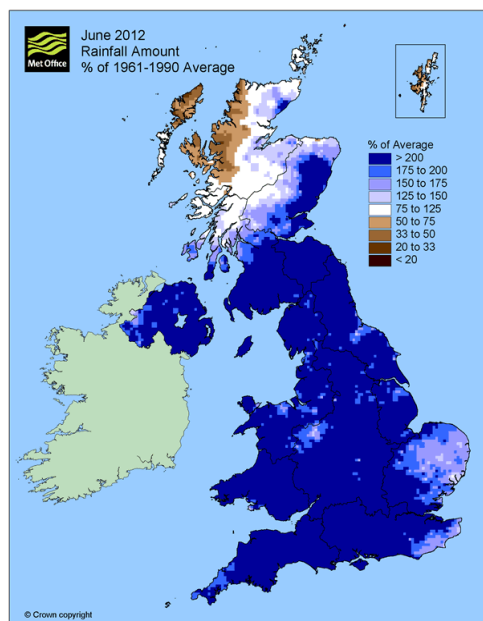 Met Office
June 2012
Rainfall Amount
% of 1961-1990 Average
% of Average
> 200
175 to 200
150 to 175
125 to 150
75 to 125
50 to 75
33 to 50
20 to 33
< 20
© Crown copyright